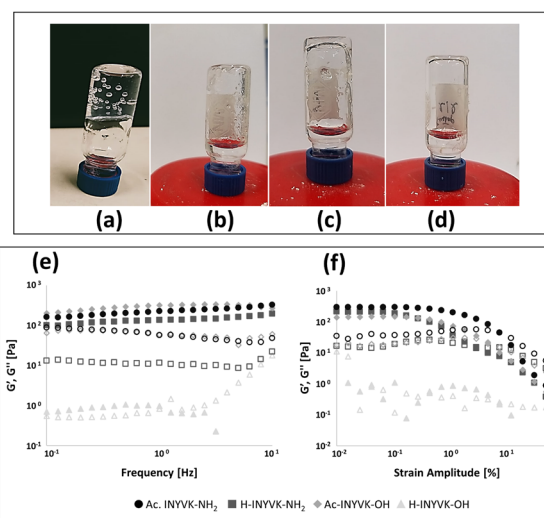 (a) (b) (c) (d)
(e) (f)
10³ 10³
G', G'' [Pa] G', G'' [Pa]
10² 10²
10¹ 10¹
10⁰ 10⁰
10⁻¹ 10⁻¹
10⁻² 
10⁻¹ 10⁰ 10¹ 10⁻² 10⁻¹ 10⁰ 10¹
Frequency [Hz] Strain Amplitude [%]
Ac. INYVK-NH₂ H-INYVK-NH₂ Ac-INYVK-OH H-INYVK-OH